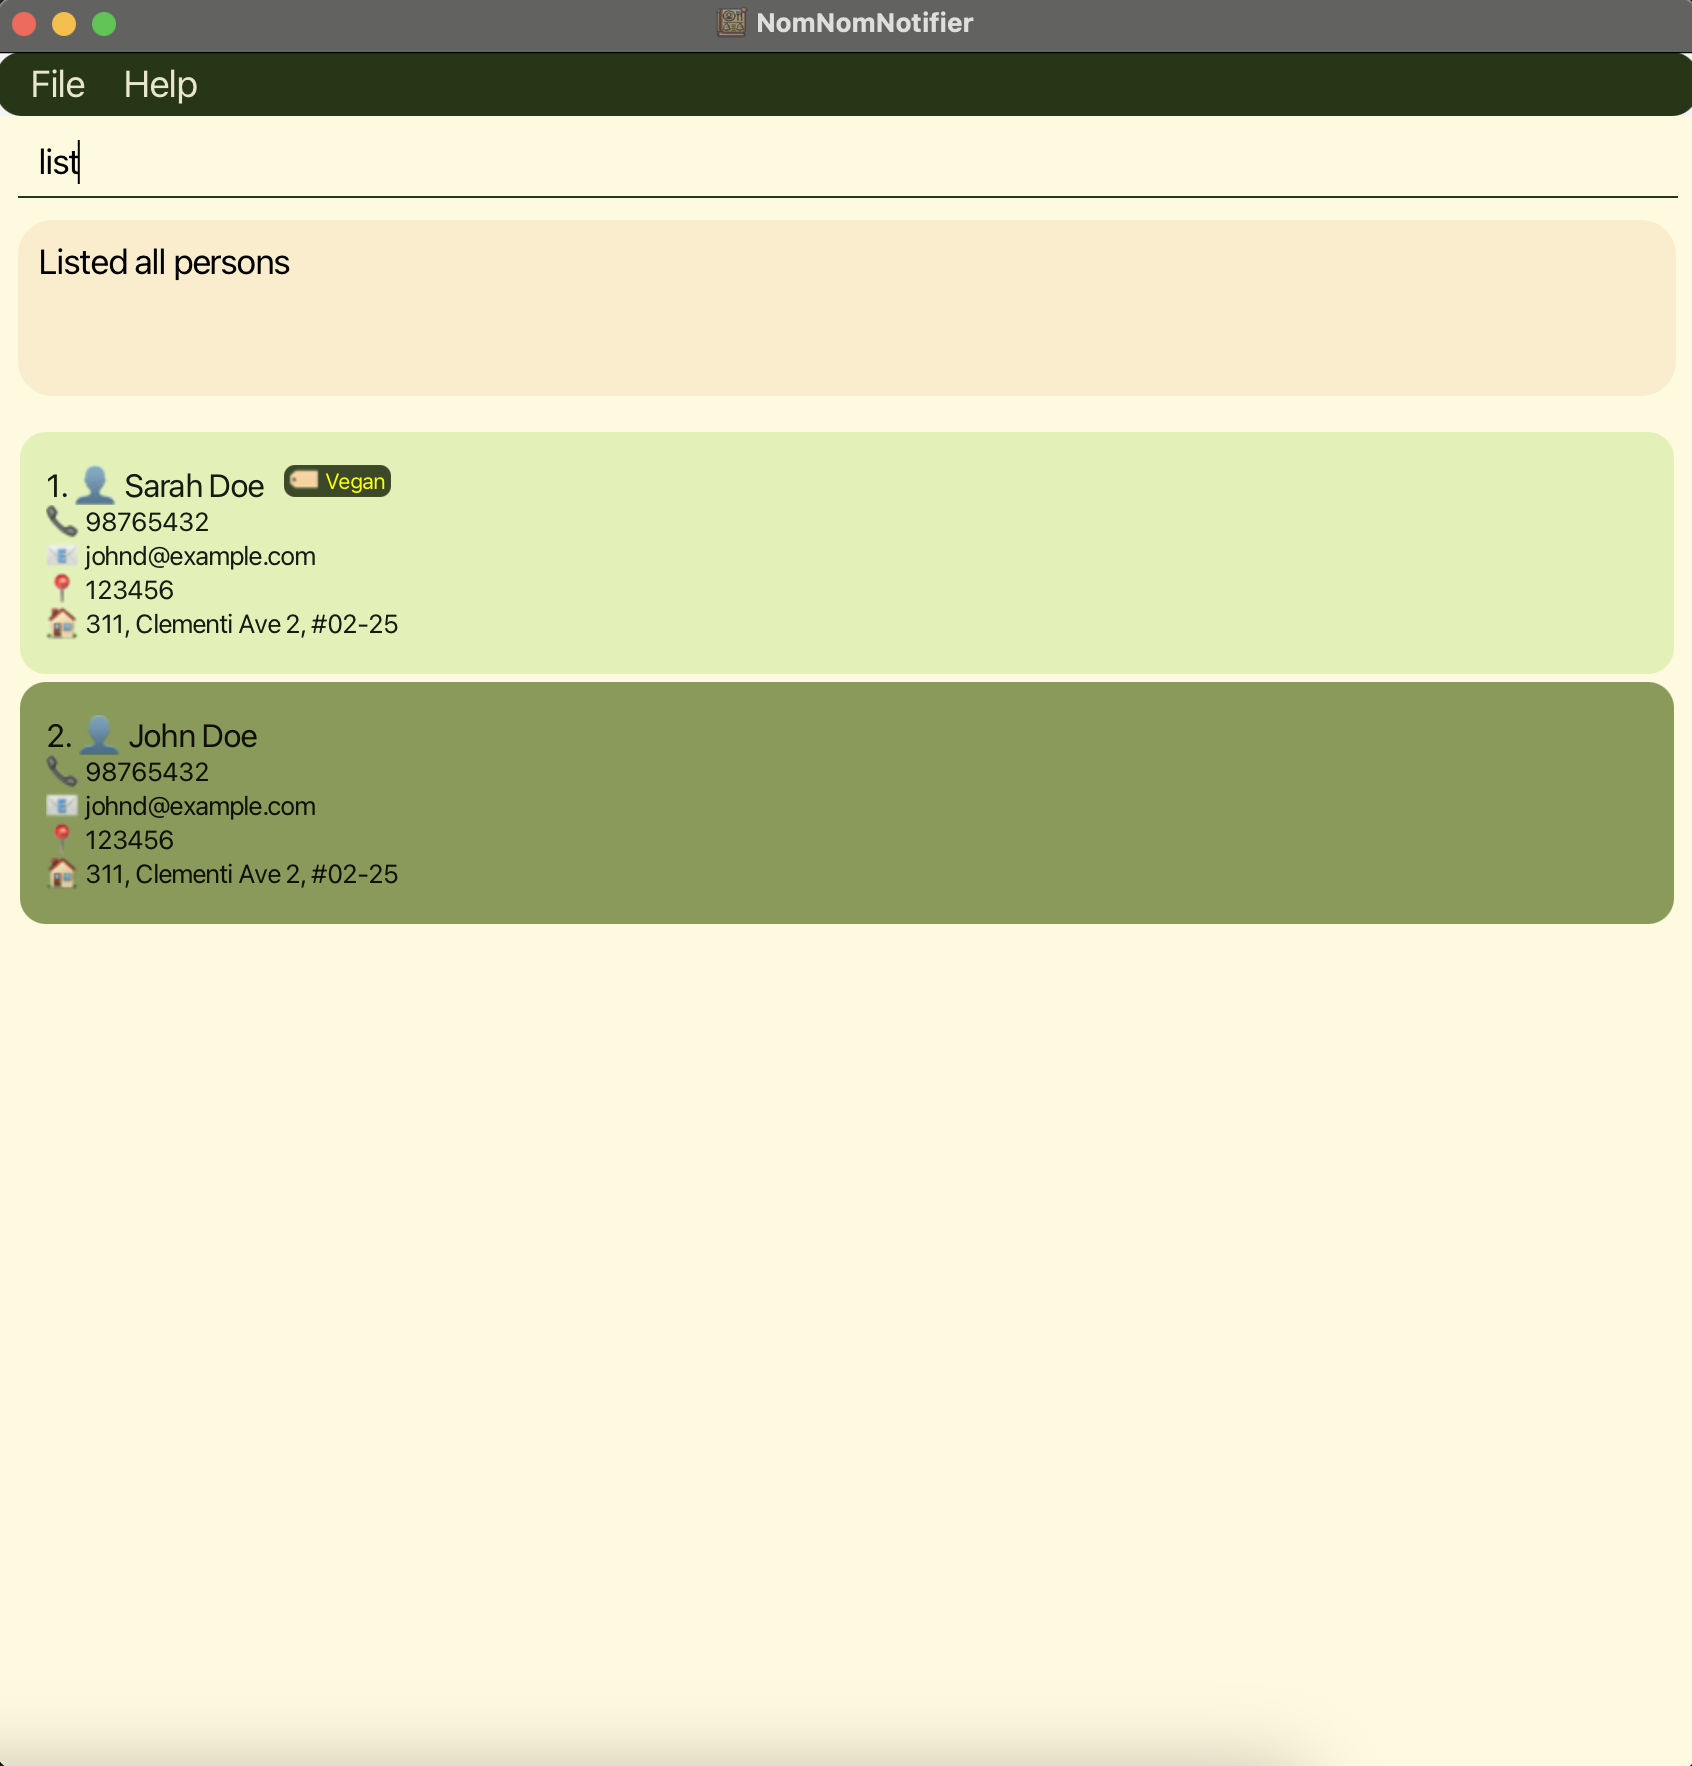 NomNomNotifier
File Help
list
Listed all persons
1. Sarah Doe Vegan
98765432
johnd@example.com
123456
311, Clementi Ave 2, #02-25
2. John Doe
98765432
johnd@example.com
123456
311, Clementi Ave 2, #02-25